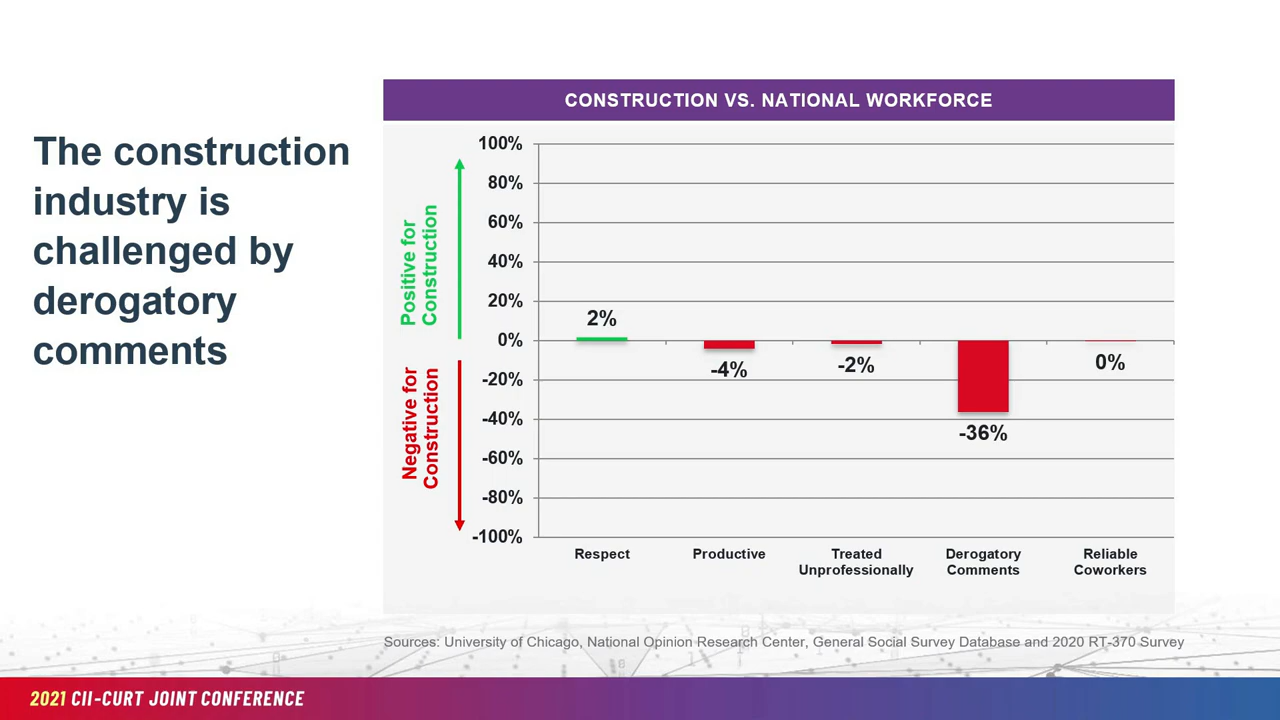 The construction
industry is
challenged by
derogatory
comments
CONSTRUCTION VS. NATIONAL WORKFORCE
Positive for
Construction
Negative for
Construction
100%
80%
60%
40%
20%
0%
-20%
-40%
-60%
-80%
-100%
2%
-4%
-2%
-36%
0%
Respect
Productive
Treated
Unprofessionally
Derogatory
Comments
Reliable
Coworkers
Sources: University of Chicago, National Opinion Research Center, General Social Survey Database and 2020 RT-370 Survey
2021 CII-CURT JOINT CONFERENCE